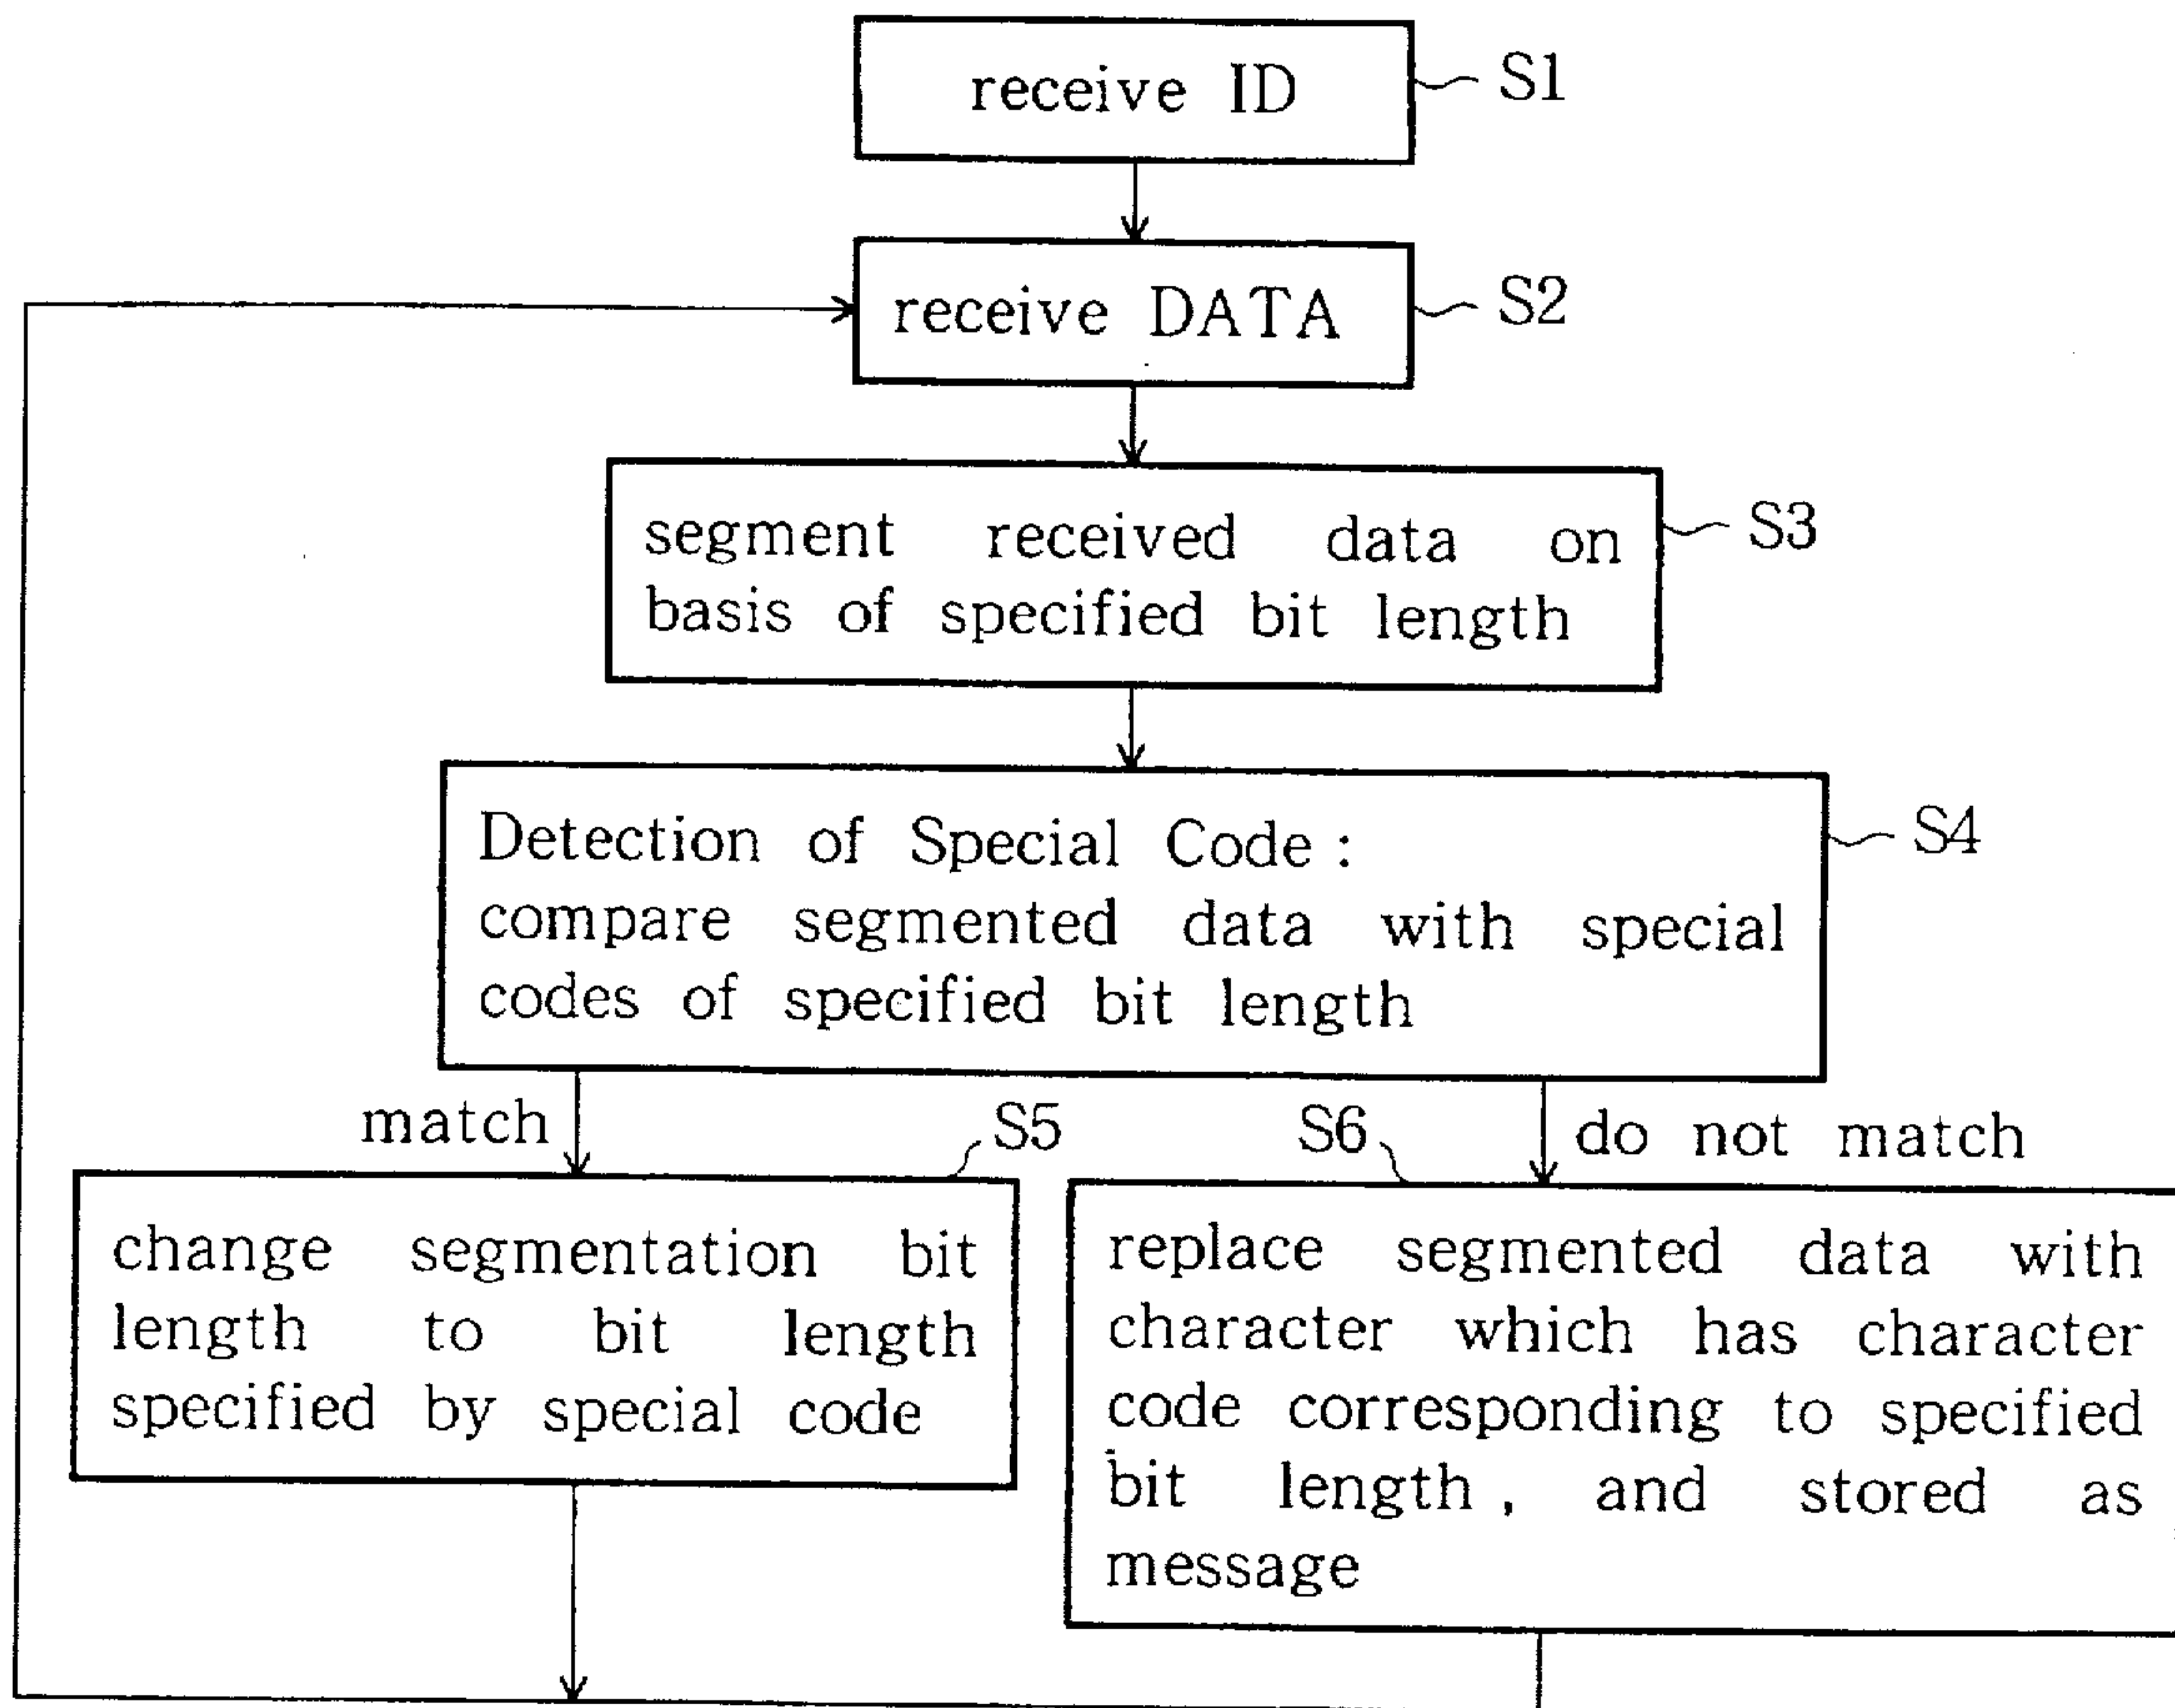 receive ID
S1
receive DATA
S2
segment received data on
basis of specified bit length
S3
Detection of Special Code :
compare segmented data with special
codes of specified bit length
S4
match
S5
change segmentation bit
length to bit length
specified by special code
S6
do not match
replace segmented data with
character which has character
code corresponding to specified
bit length , and stored as
message